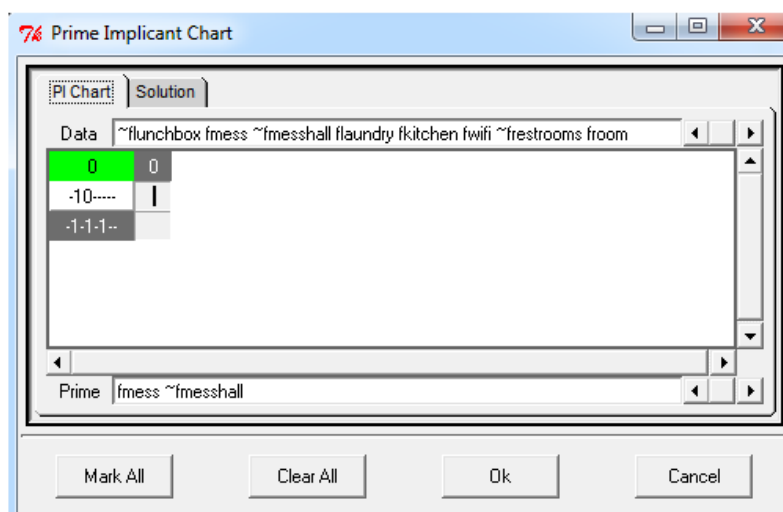 7k Prime Implicant Chart
PI Chart Solution
Data ~flunchbox fmess ~fmesshall flaundry fkitchen fwifi ~frestrooms froom
0 0
-10-----
-1-1-1--
Prime fmess ~fmesshall
Mark All Clear All Ok Cancel